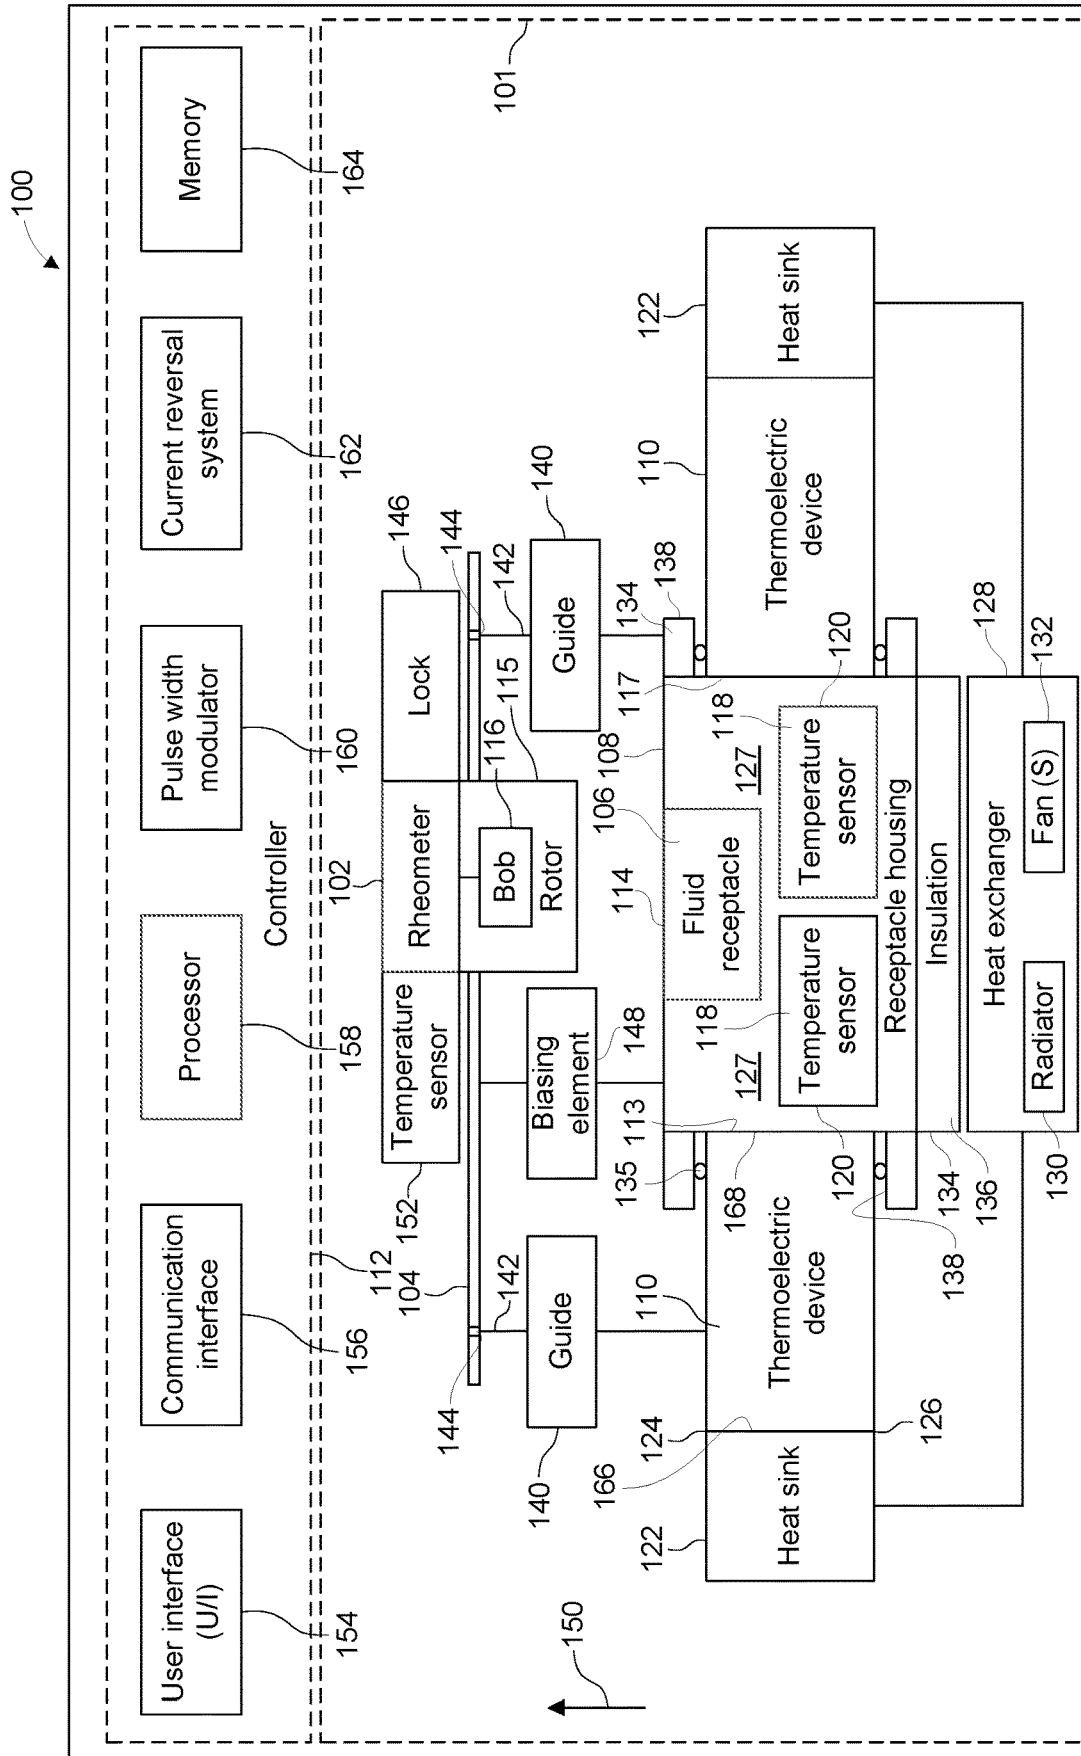 100
User interface
(U/I)
Communication
interface
Processor
Pulse width
modulator
Current reversal
system
Memory
Controller
154
156
112
158
160
162
164
101
102
152
104
Temperature
sensor
Rheometer
Lock
146
144
144
142
142
Bob
Rotor
116
115
150
140
Guide
Biasing
element
148
Guide
140
135
113
168
114
106
108
117
134
138
Fluid
receptacle
127
127
118
118
Temperature
sensor
Temperature
sensor
120
120
122
Heat sink
124
166
126
110
Thermoelectric
device
110
Thermoelectric
device
122
Heat sink
Receptacle housing
Insulation
138
134
136
Heat exchanger
128
130
Radiator
Fan (S)
132